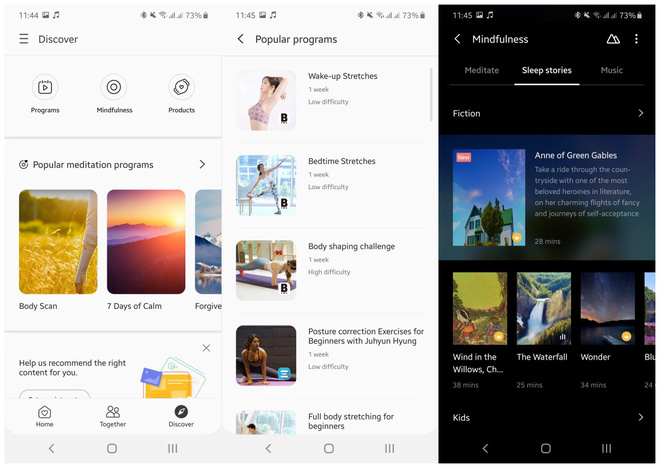 11:44
73%
Discover
Programs
Mindfulness
Products
Popular meditation programs
Body Scan
7 Days of Calm
Forgive
Help us recommend the right
content for you.
Home
Together
Discover
11:45
73%
Popular programs
Wake-up Stretches
1 week
Low difficulty
B
Bedtime Stretches
1 week
Low difficulty
B
Body shaping challenge
1 week
High difficulty
B
Posture correction Exercises for
Beginners with Juhyun Hyung
1 week
Low difficulty
Full body stretching for
beginners
11:45
73%
Mindfulness
Meditate
Sleep stories
Music
Fiction
New
Anne of Green Gables
Take a ride through the coun-
tryside with one of the most
beloved heroines in literature,
on her charming flights of fancy
and journeys of self-acceptance
28 mins
Wind in the
Willows, Ch...
38 mins
The Waterfall
25 mins
Wonder
34 mins
Blu
24
Kids